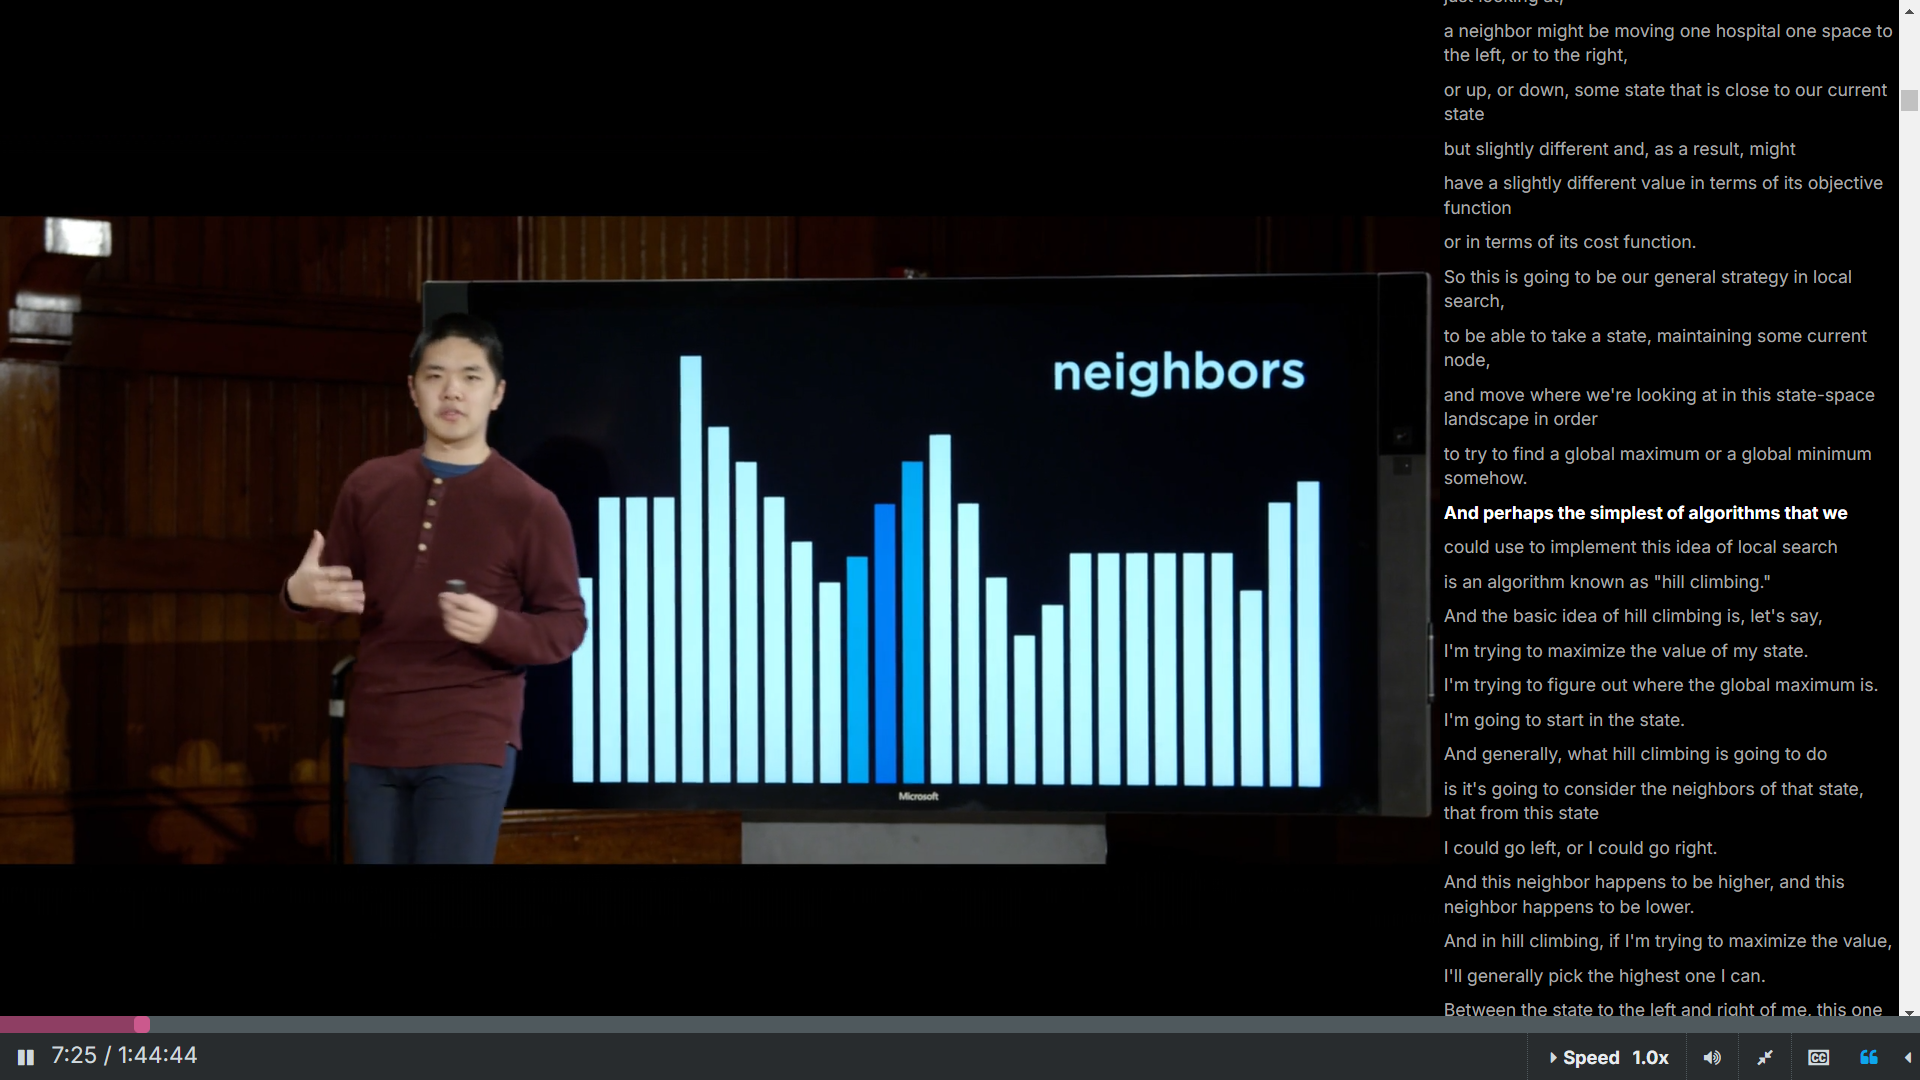 neighbors
Microsoft
just looking at,
a neighbor might be moving one hospital one space to
the left, or to the right,
or up, or down, some state that is close to our current
state
but slightly different and, as a result, might
have a slightly different value in terms of its objective
function
or in terms of its cost function.
So this is going to be our general strategy in local
search,
to be able to take a state, maintaining some current
node,
and move where we're looking at in this state-space
landscape in order
to try to find a global maximum or a global minimum
somehow.
And perhaps the simplest of algorithms that we
could use to implement this idea of local search
is an algorithm known as "hill climbing."
And the basic idea of hill climbing is, let's say,
I'm trying to maximize the value of my state.
I'm trying to figure out where the global maximum is.
I'm going to start in the state.
And generally, what hill climbing is going to do
is it's going to consider the neighbors of that state,
that from this state
I could go left, or I could go right.
And this neighbor happens to be higher, and this
neighbor happens to be lower.
And in hill climbing, if I'm trying to maximize the value,
I'll generally pick the highest one I can.
Between the state to the left and right of me, this one
7:25 / 1:44:44
Speed 1.0x
CC